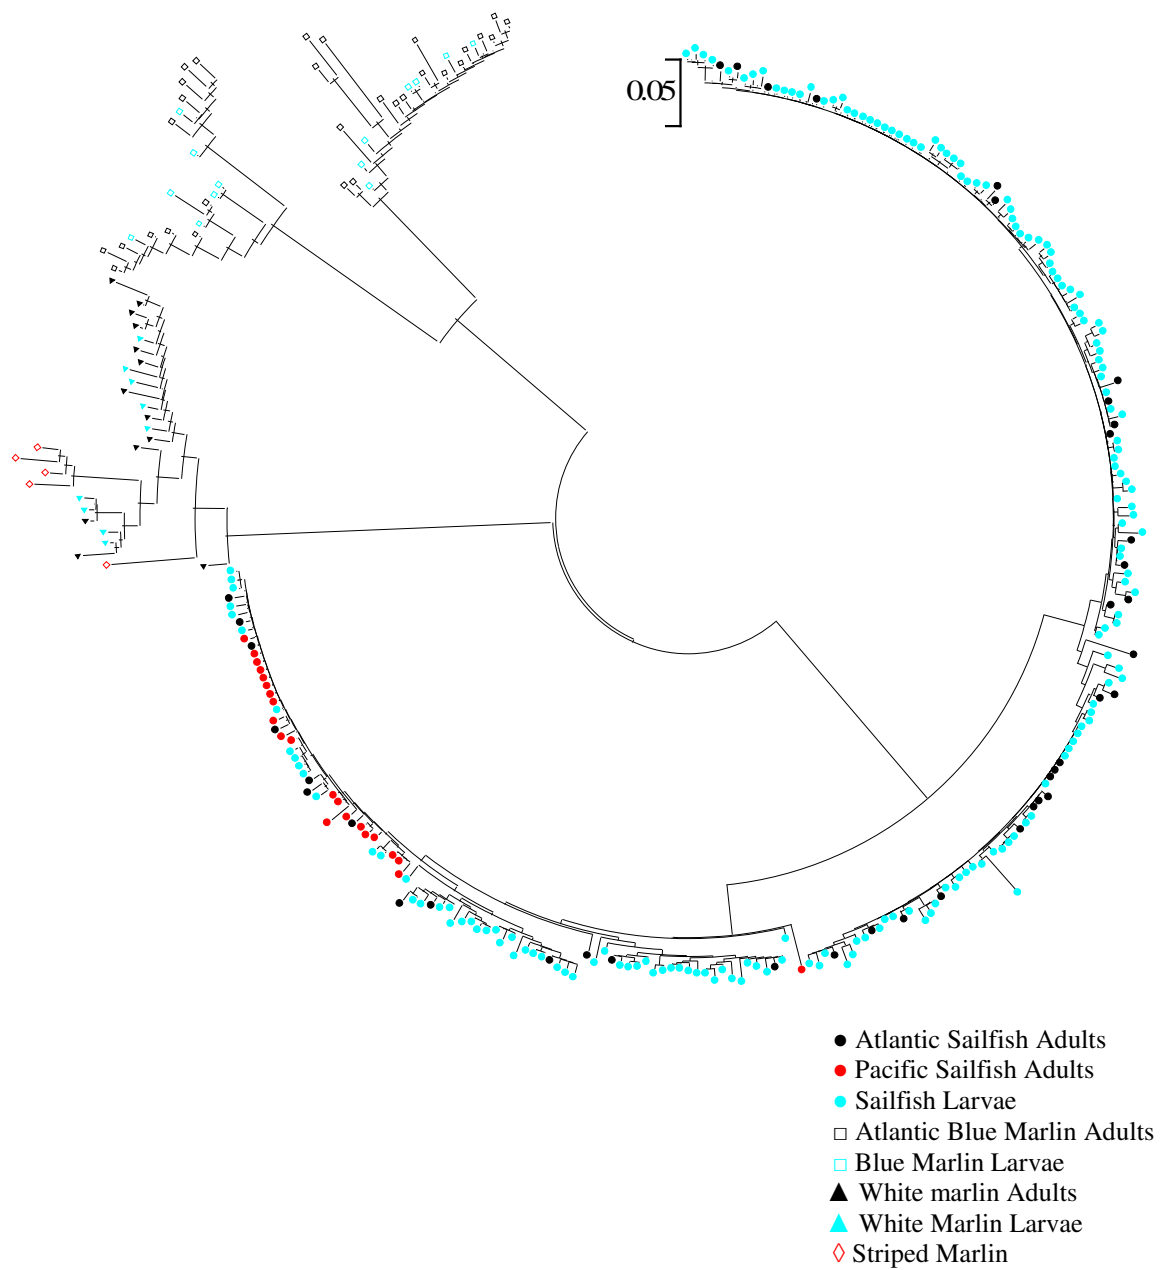 0.05
Atlantic Sailfish Adults
Pacific Sailfish Adults
Sailfish Larvae
Atlantic Blue Marlin Adults
Blue Marlin Larvae
White marlin Adults
White Marlin Larvae
Striped Marlin